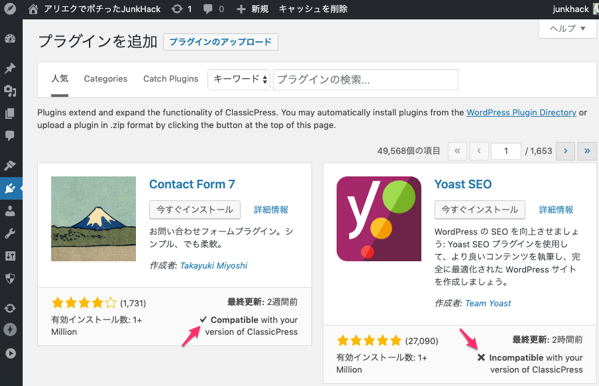 アリエクでポチったJunkHack 1 0 + 新規 キャッシュを削除 junkhack
プラグインを追加 プラグインのアップロード
ヘルプ
人気 Categories Catch Plugins キーワード プラグインの検索...
Plugins extend and expand the functionality of ClassicPress. You may automatically install plugins from the WordPress Plugin Directory or
upload a plugin in .zip format by clicking the button at the top of this page.
49,568個の項目 « ‹ 1 / 1,653 › »
Contact Form 7
今すぐインストール 詳細情報
お問い合わせフォームプラグイン。シ
ンプル、でも柔軟。
作成者: Takayuki Miyoshi
(1,731)
有効インストール数: 1+
Million
最終更新: 2週間前
✓ Compatible with your
version of ClassicPress
y
Yoast SEO
今すぐインストール 詳細情報
WordPress の SEO を向上させましょ
う: Yoast SEO プラグインを使用し
て、より良いコンテンツを執筆し、完
全に最適化された WordPress サイト
を作成しましょう。
作成者: Team Yoast
(27,090)
有効インストール数: 1+
Million
最終更新: 2時間前
✖ Incompatible with your
version of ClassicPress